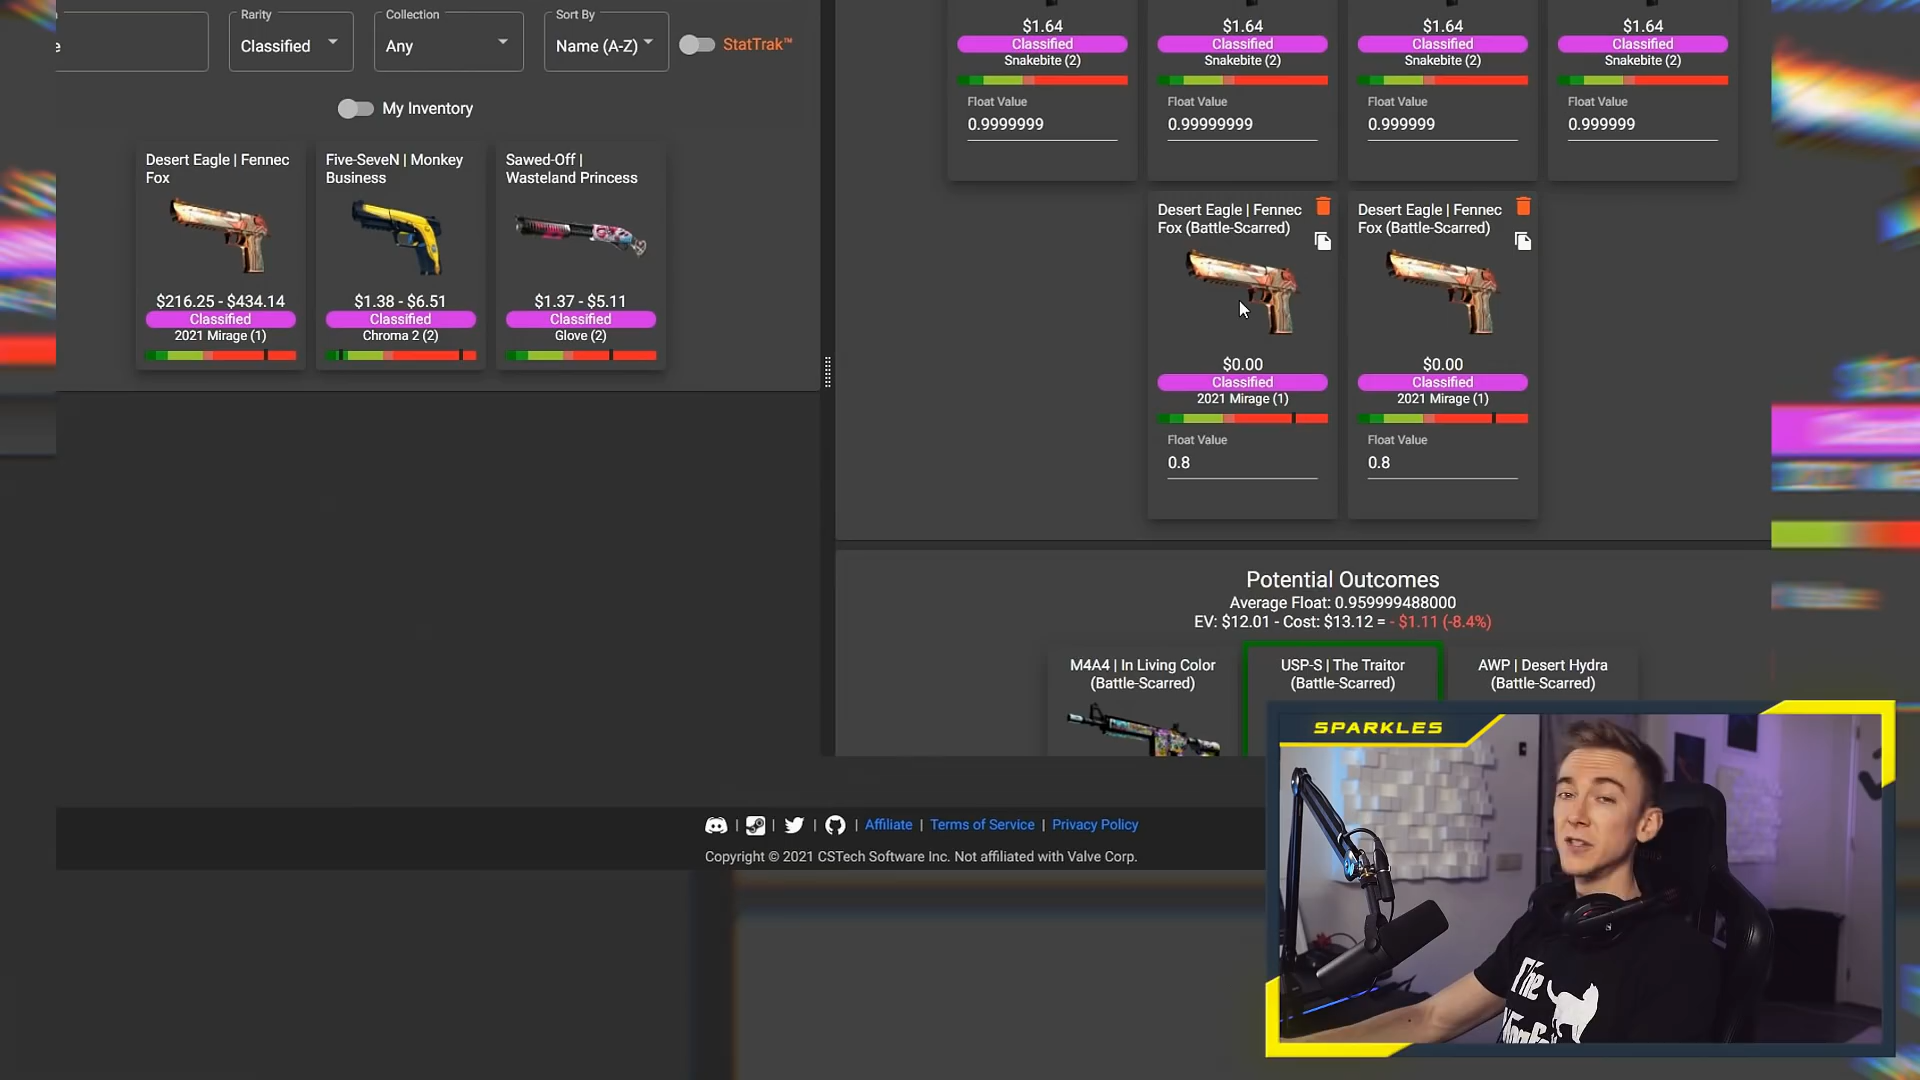 Rarity
Classified
Collection
Any
Sort By
Name (A-Z)
StatTrak™
e
My Inventory
Desert Eagle | Fennec
Fox
$216.25 - $434.14
Classified
2021 Mirage (1)
Five-SeveN | Monkey
Business
$1.38 - $6.51
Classified
Chroma 2 (2)
Sawed-Off |
Wasteland Princess
$1.37 - $5.11
Classified
Glove (2)
$1.64
Classified
Snakebite (2)
Float Value
0.9999999
$1.64
Classified
Snakebite (2)
Float Value
0.99999999
$1.64
Classified
Snakebite (2)
Float Value
0.999999
$1.64
Classified
Snakebite (2)
Float Value
0.999999
Desert Eagle | Fennec
Fox (Battle-Scarred)
$0.00
Classified
2021 Mirage (1)
Float Value
0.8
Desert Eagle | Fennec
Fox (Battle-Scarred)
$0.00
Classified
2021 Mirage (1)
Float Value
0.8
Potential Outcomes
Average Float: 0.959999488000
EV: $12.01 - Cost: $13.12 = - $1.11 (-8.4%)
M4A4 | In Living Color
(Battle-Scarred)
USP-S | The Traitor
(Battle-Scarred)
AWP | Desert Hydra
(Battle-Scarred)
SPARKLES
The
| | | | Affiliate | Terms of Service | Privacy Policy
Copyright © 2021 CSTech Software Inc. Not affiliated with Valve Corp.